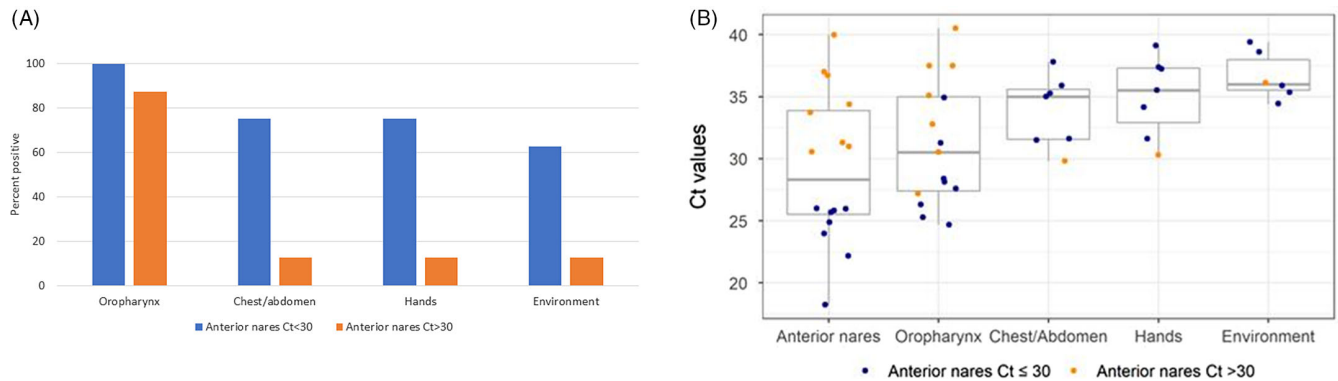 (A)
100
80
60
40
20
0
Percent positive
Oropharynx Chest/abdomen Hands Environment
Anterior nares Ct<30 Anterior nares Ct>30
(B)
40
35
30
25
20
Ct values
Anterior nares Oropharynx Chest/Abdomen Hands Environment
Anterior nares Ct ≤ 30 Anterior nares Ct >30